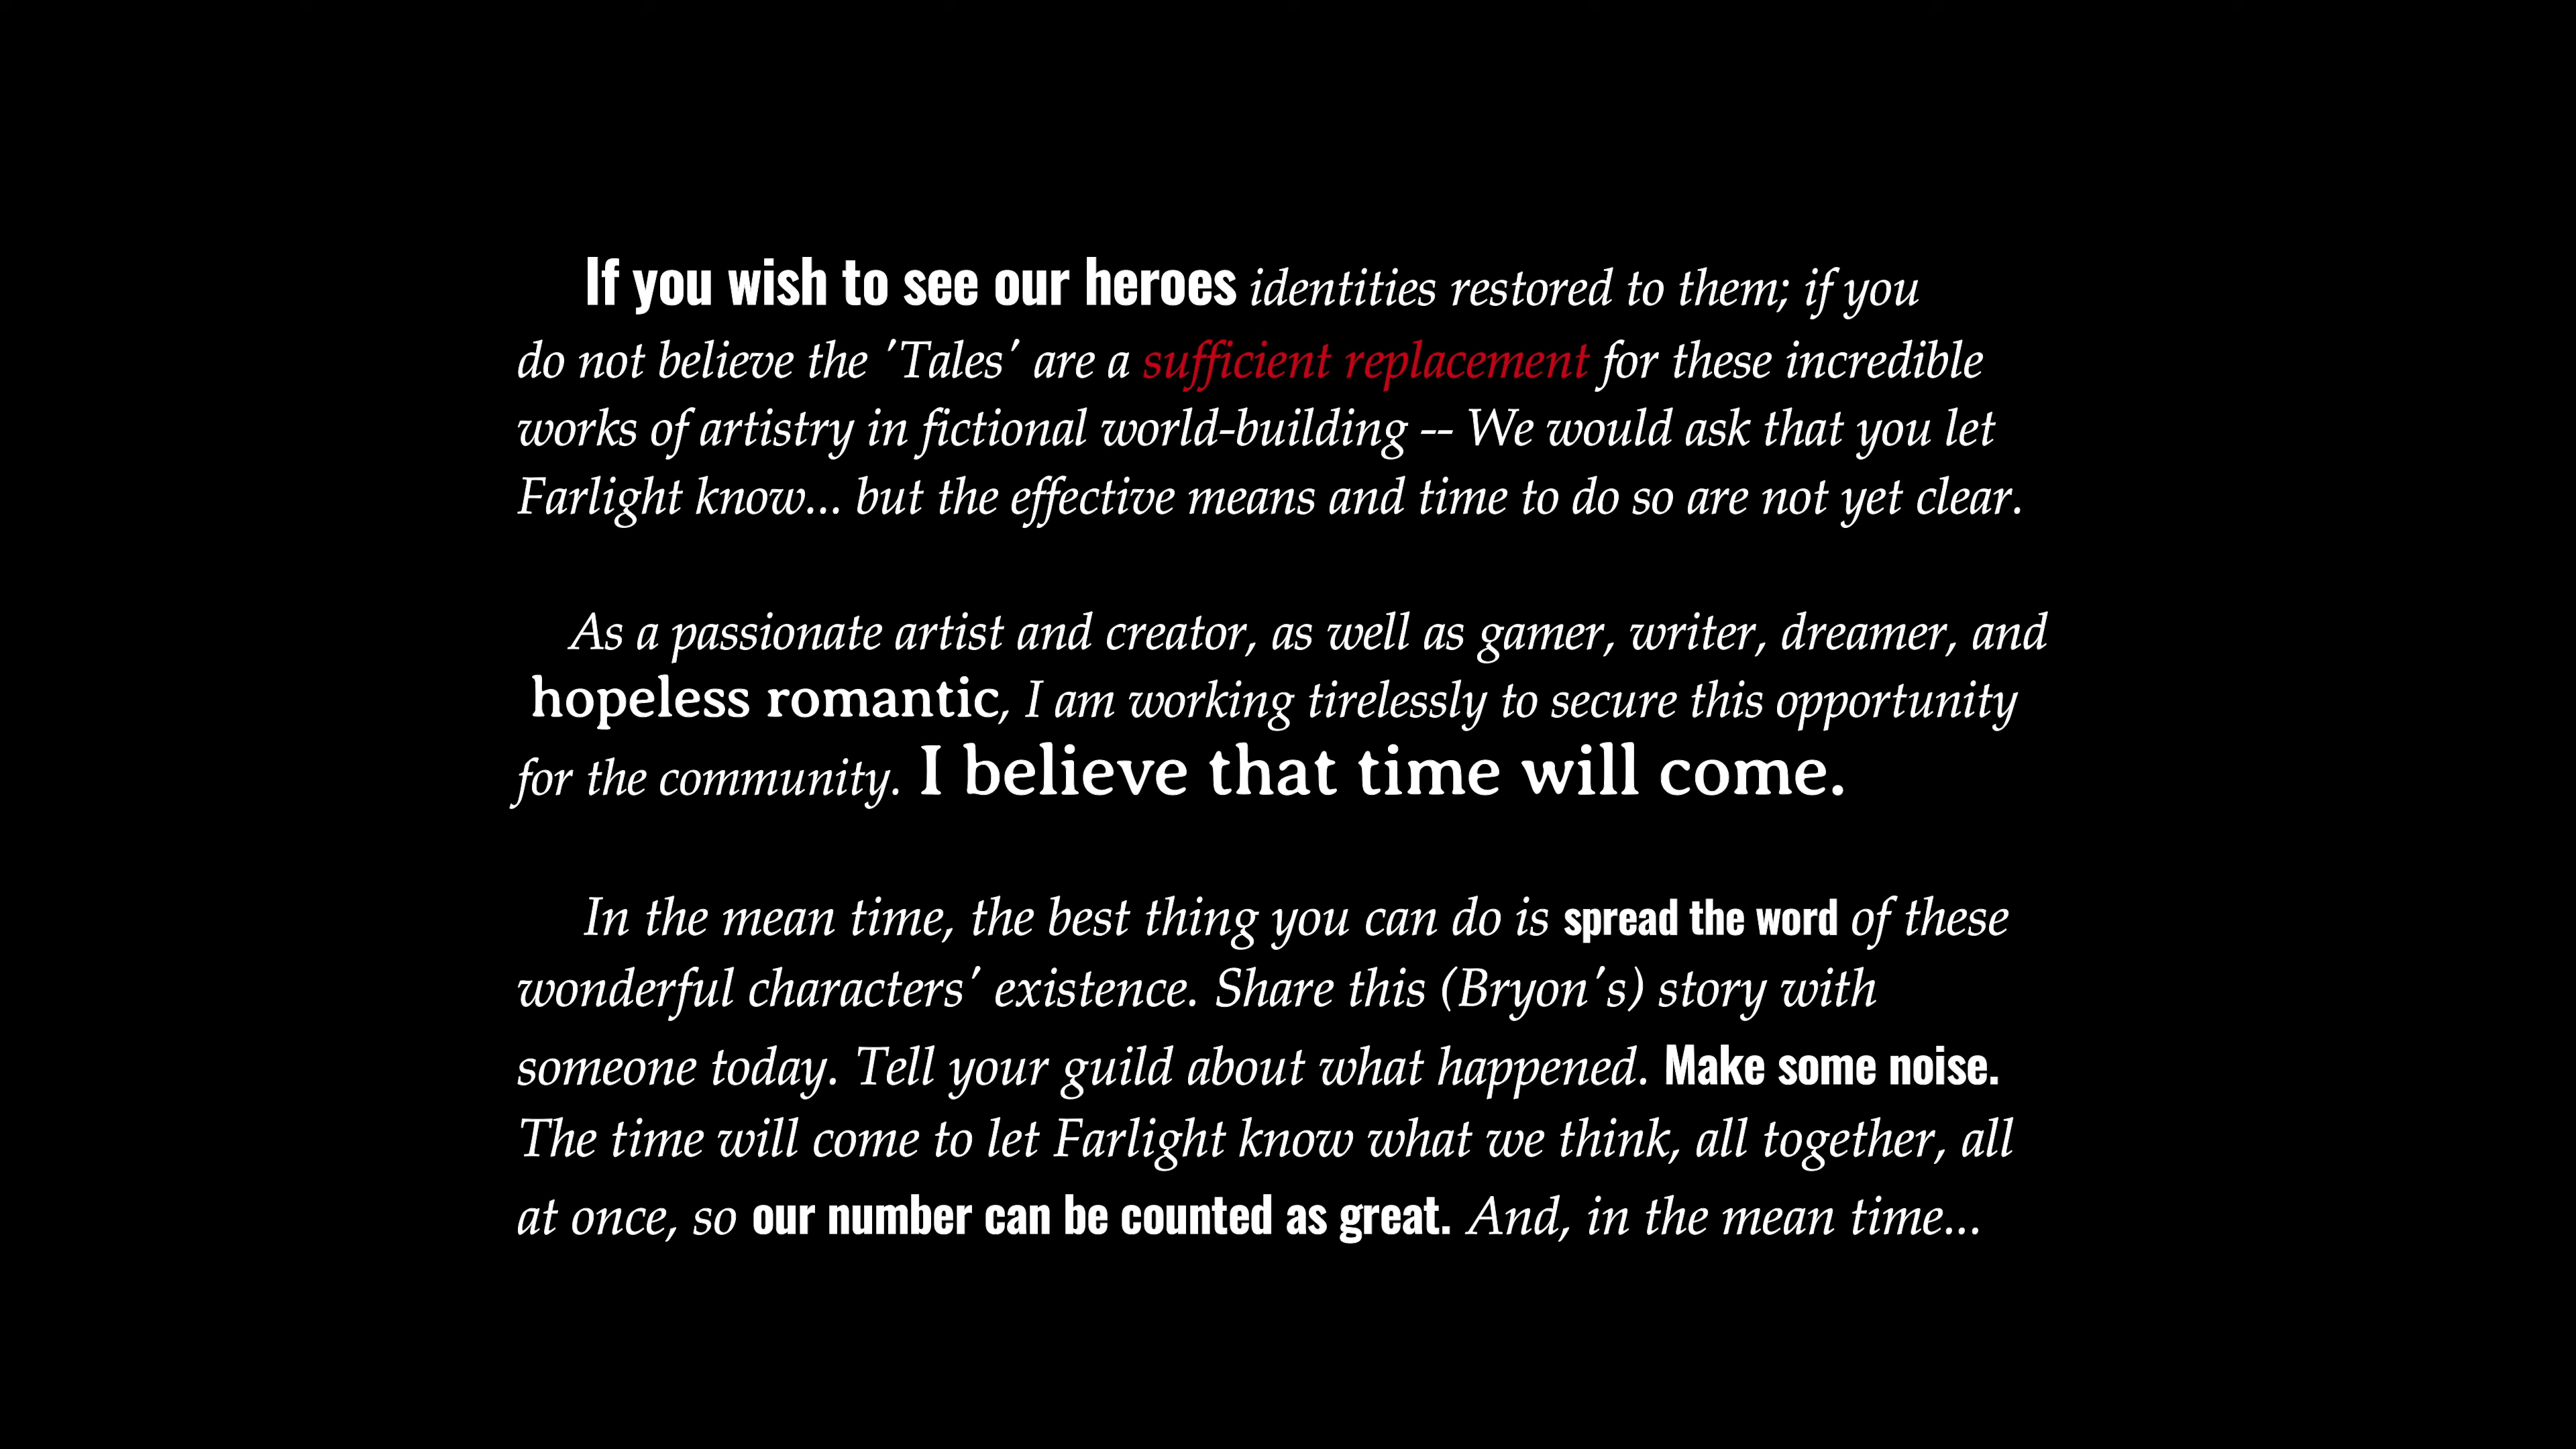 If you wish to see our heroes identities restored to them; if you
do not believe the 'Tales' are a sufficient replacement for these incredible
works of artistry in fictional world-building -- We would ask that you let
Farlight know... but the effective means and time to do so are not yet clear.
As a passionate artist and creator, as well as gamer, writer, dreamer, and
hopeless romantic, I am working tirelessly to secure this opportunity
for the community. I believe that time will come.
In the mean time, the best thing you can do is spread the word of these
wonderful characters' existence. Share this (Bryon's) story with
someone today. Tell your guild about what happened. Make some noise.
The time will come to let Farlight know what we think, all together, all
at once, so our number can be counted as great. And, in the mean time...